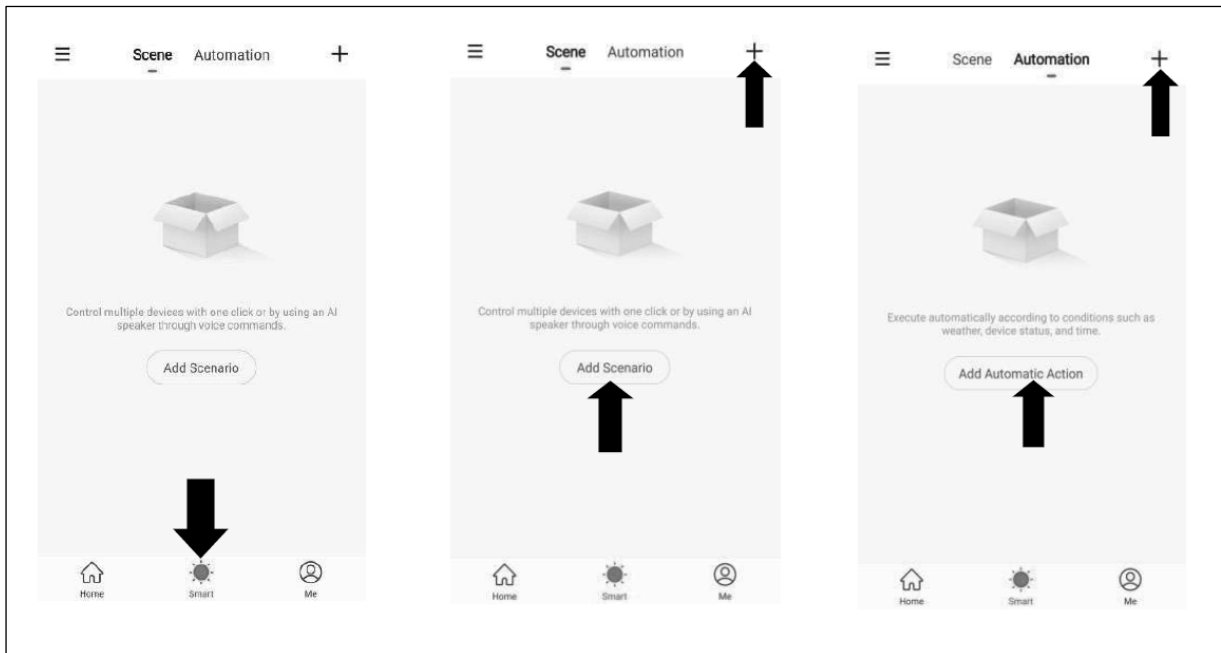 Scene Automation +
Control multiple devices with one click or by using an AI
speaker through voice commands.
Add Scenario
Home Smart Me
Scene Automation +
Control multiple devices with one click or by using an AI
speaker through voice commands.
Add Scenario
Home Smart Me
Scene Automation +
Execute automatically according to conditions such as
weather, device status, and time.
Add Automatic Action
Home Smart Me